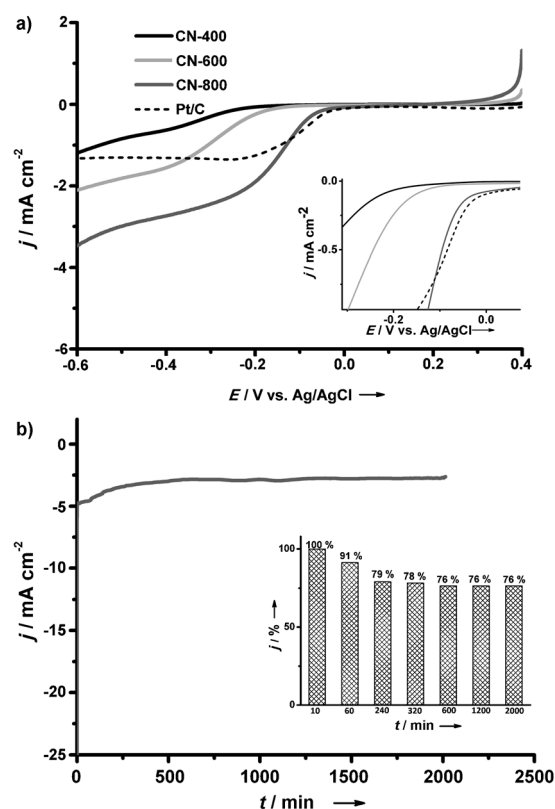 a)
CN-400
CN-600
CN-800
Pt/C
j / mA cm⁻²
2
0
-2
-4
-6
-0.6 -0.4 -0.2 0.0 0.2 0.4
E / V vs. Ag/AgCl →
j / mA cm-2
0.0
-0.5
-0.2 0.0
E / V vs. Ag/AgCl →
b)
j / mA cm⁻²
0
-5
-10
-15
-20
-25
0 500 1000 1500 2000 2500
t / min →
j / % →
100
50
0
100 % 91 % 79 % 78 % 76 % 76 % 76 %
10 60 240 320 600 1200 2000
t / min →